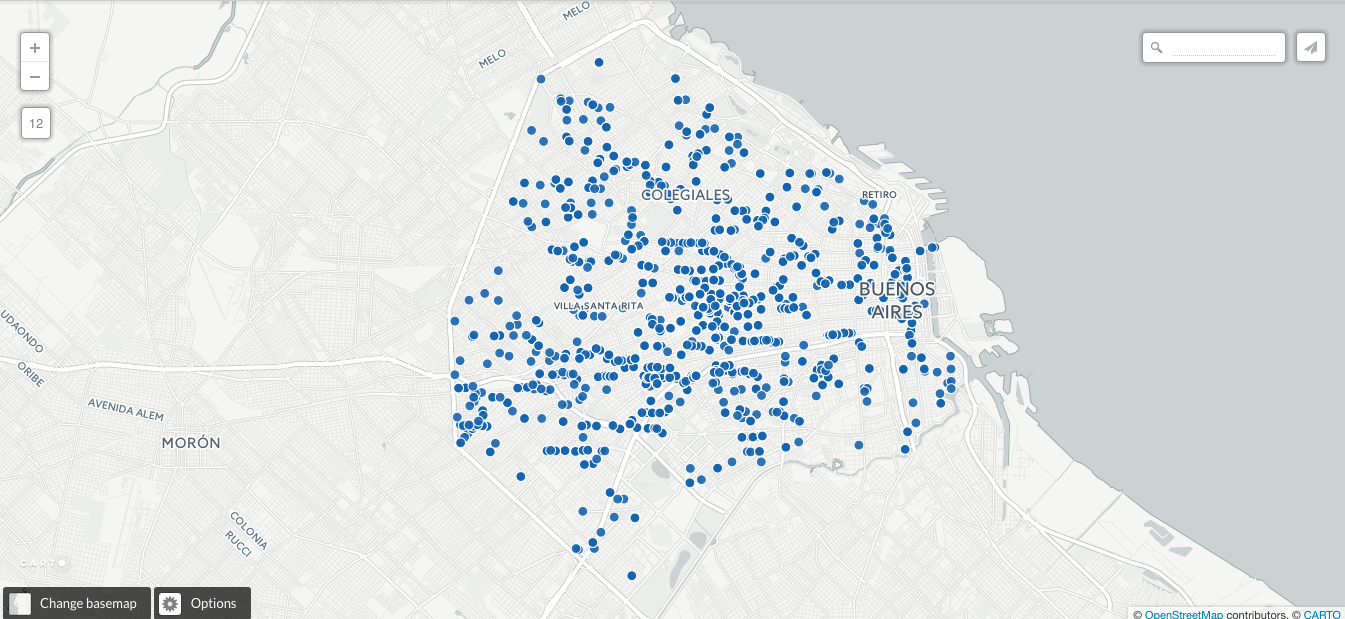 MELO
MELO
+
−
12
COLEGIALES
RETIRO
BUENOS
AIRES
VILLA SANTA RITA
UDAONDO
ORIBE
AVENIDA ALEM
MORÓN
COLONIA
RUCCI
CARTO
Change basemap
Options
© OpenStreetMap contributors, © CARTO